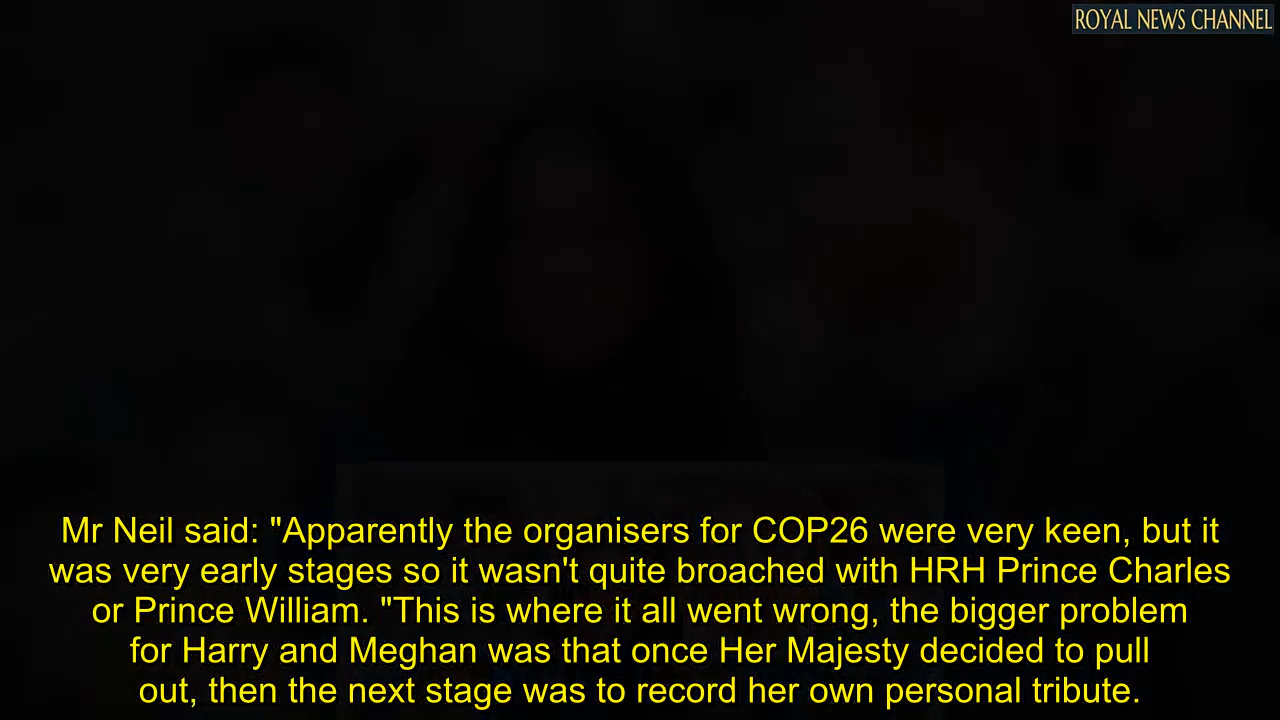 ROYAL NEWS CHANNEL
Mr Neil said: "Apparently the organisers for COP26 were very keen, but it
was very early stages so it wasn't quite broached with HRH Prince Charles
or Prince William. "This is where it all went wrong, the bigger problem
for Harry and Meghan was that once Her Majesty decided to pull
out, then the next stage was to record her own personal tribute.